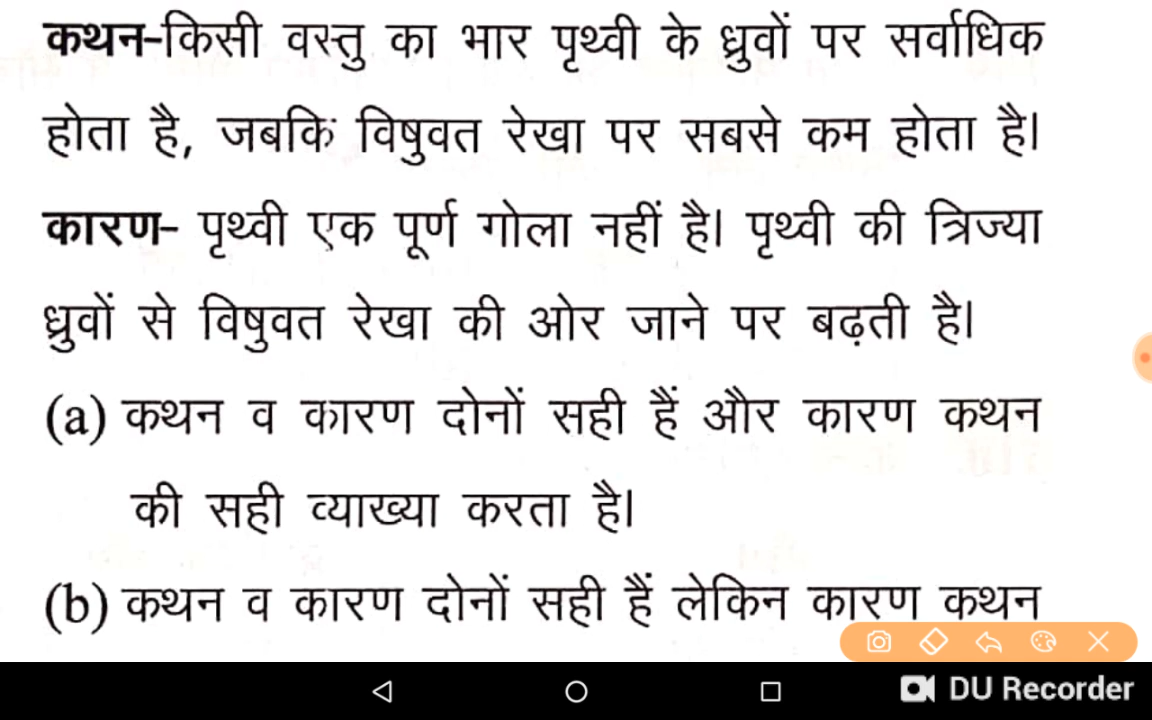 कथन-किसी वस्तु का भार पृथ्वी के ध्रुवों पर सर्वाधिक
होता है, जबकि विषुवत रेखा पर सबसे कम होता है।
कारण- पृथ्वी एक पूर्ण गोला नहीं है। पृथ्वी की त्रिज्या
ध्रुवों से विषुवत रेखा की ओर जाने पर बढ़ती है।
(a) कथन व कारण दोनों सही हैं और कारण कथन
की सही व्याख्या करता है।
(b) कथन व कारण दोनों सही हैं लेकिन कारण कथन
DU Recorder